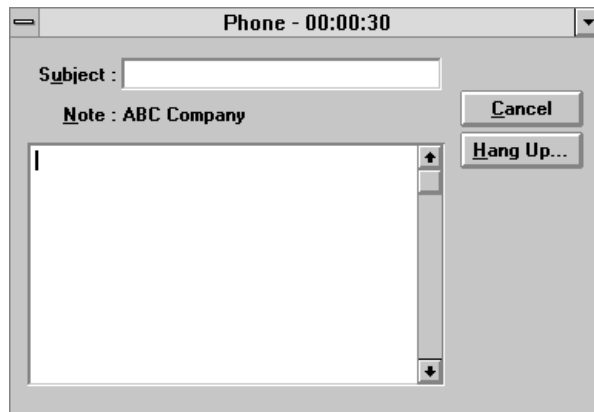 Phone - 00:00:30
Subject :
Note : ABC Company
Cancel
Hang Up...